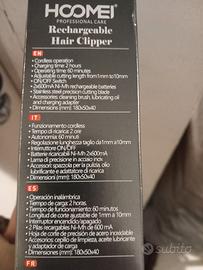 HOOMEI
PROFESSIONAL CARE
Rechargeable
Hair Clipper
EN
• Cordless operation
• Charging time 2 hours
• Operating time 60 minutes
• Adjustable cutting length from 1mm to 10mm
• ON/OFF Switch
• 2x600mA Ni-Mh rechargeable batteries
• Stainless steel precision cutting blade
• Accessories: cleaning brush, lubricating oil
and charging adapter
• Dimensions: 180x50x40
IT
• Funzionamento cordless
• Tempo di ricarica 2 ore
• Autonomia: 60 minuti
• Regolazione lunghezza taglio da 1mm a 10mm
• Interruttore ON/OFF
• Batterie ricaricabili Ni-Mh 2x600mA
• Lama di precisione in acciaio inox
• Accessori: spazzola per la pulizia, olio
lubrificante e adattatore di ricarica
• Dimensioni: 180x50x40
ES
• Operación inalámbrica
• Tiempo de carga 2 horas
• Tiempo de funcionamiento: 60 minutos
• Longitud de corte ajustable de 1mm a 10mm
• Interruptor de encendido / apagado
• 2 Pilas recargables Ni-Mh de 600 mA
• Hoja de corte de precisión de acero inoxidable
• Accesorios: cepillo de limpieza, aceite lubricante
y adaptador de carga
• Dimensiones: 180x50x40
FR
subito